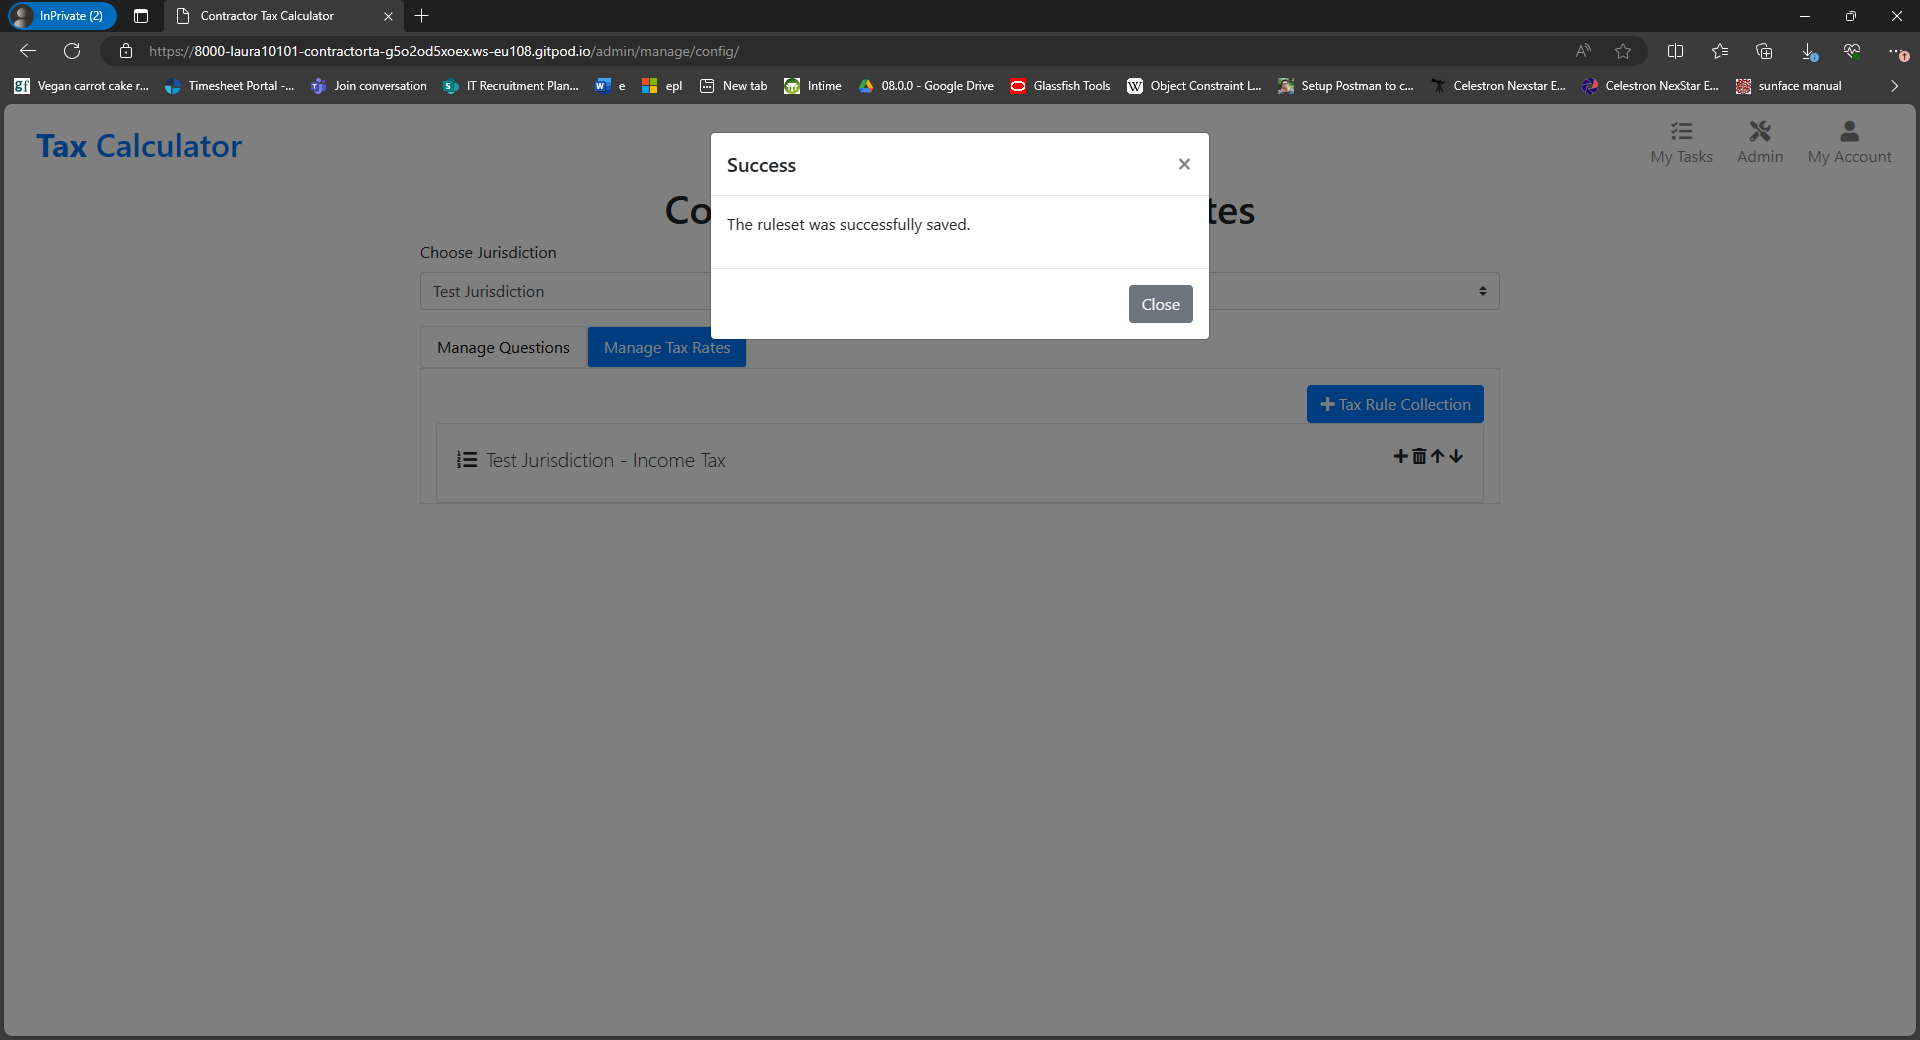 InPrivate (2)
Contractor Tax Calculator
https://8000-laura10101-contractorta-g5o2od5xoex.ws-eu108.gitpod.io/admin/manage/config/
gf Vegan carrot cake r... Timesheet Portal -... Join conversation IT Recruitment Plan... e epl New tab Intime 08.0.0 - Google Drive Glassfish Tools W Object Constraint L... Setup Postman to c... Celestron Nexstar E... Celestron NexStar E... sunface manual
Tax Calculator
My Tasks Admin My Account
Success ×
Co tes
The ruleset was successfully saved.
Choose Jurisdiction
Test Jurisdiction
Close
Manage Questions Manage Tax Rates
Tax Rule Collection
Test Jurisdiction - Income Tax